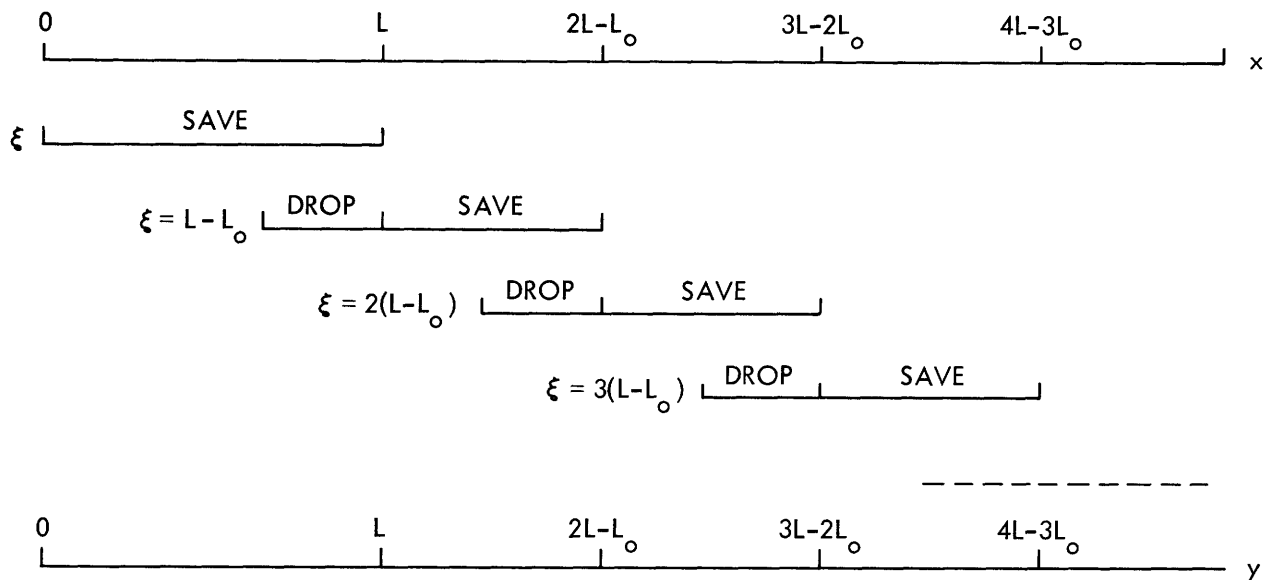 0 L 2L-L₀ 3L-2L₀ 4L-3L₀
x
SAVE
ξ
DROP SAVE
ξ = L-L₀
DROP SAVE
ξ = 2(L-L₀)
DROP SAVE
ξ = 3(L-L₀)
0 L 2L-L₀ 3L-2L₀ 4L-3L₀
y